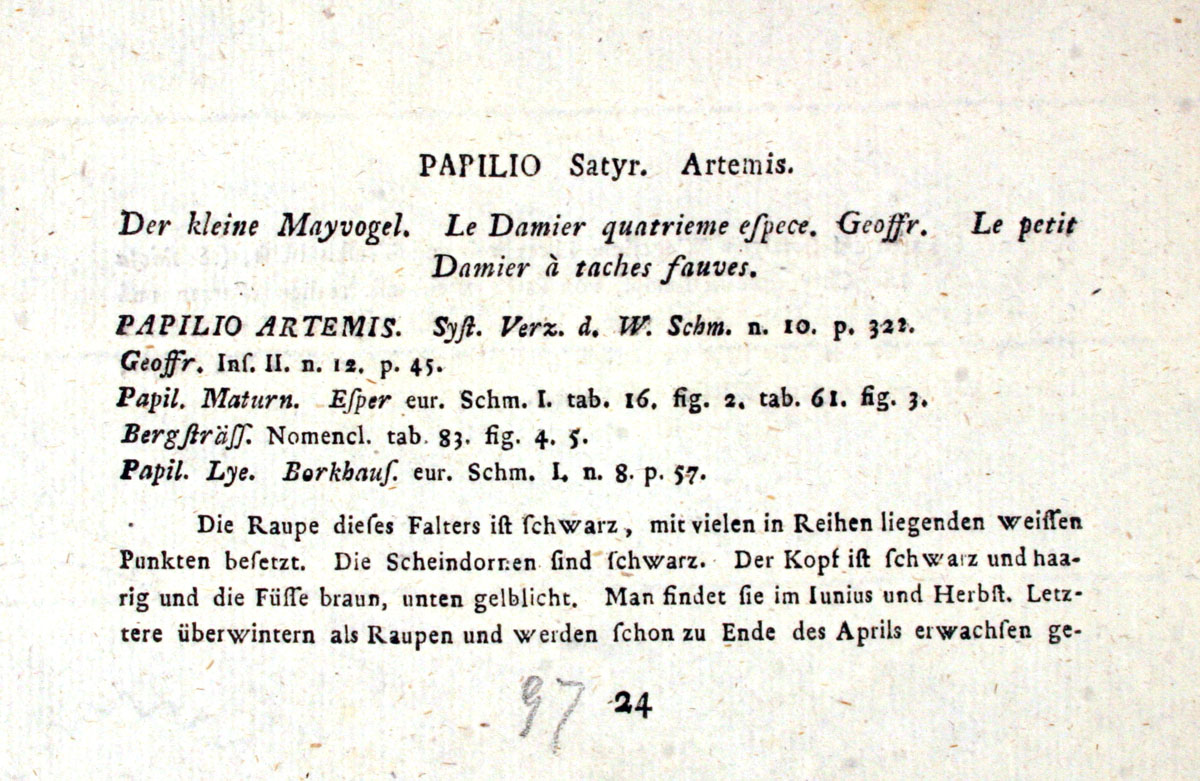 PAPILIO Satyr. Artemis.
Der kleine Mayvogel. Le Damier quatrieme eſpece. Geoffr. Le petit
Damier à taches fauves.
PAPILIO ARTEMIS. Syſt. Verz. d. W. Schm. n. 10. p. 322.
Geoffr. Inſ. II. n. 12. p. 45.
Papil. Maturn. Eſper eur. Schm. I. tab. 16. fig. 2. tab. 61. fig. 3.
Bergſträſſ. Nomencl. tab. 83. fig. 4. 5.
Papil. Lye. Borkhauſ. eur. Schm. I. n. 8. p. 57.
Die Raupe dieſes Falters iſt ſchwarz, mit vielen in Reihen liegenden weiſſen
Punkten beſetzt. Die Scheindornen ſind ſchwarz. Der Kopf iſt ſchwarz und haa-
rig und die Füſſe braun, unten gelblicht. Man findet ſie im Iunius und Herbſt. Letz-
tere überwintern als Raupen und werden ſchon zu Ende des Aprils erwachſen ge-
97 24